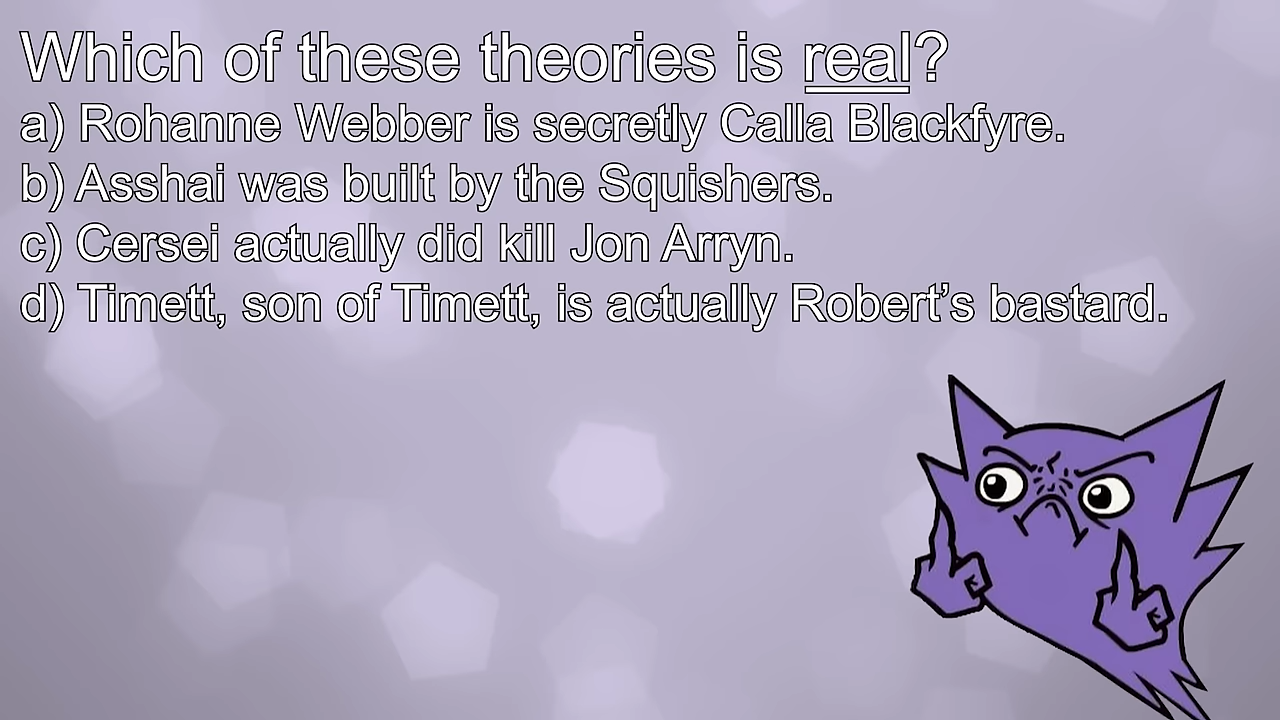 Which of these theories is real?
a) Rohanne Webber is secretly Calla Blackfyre.
b) Asshai was built by the Squishers.
c) Cersei actually did kill Jon Arryn.
d) Timett, son of Timett, is actually Robert’s bastard.